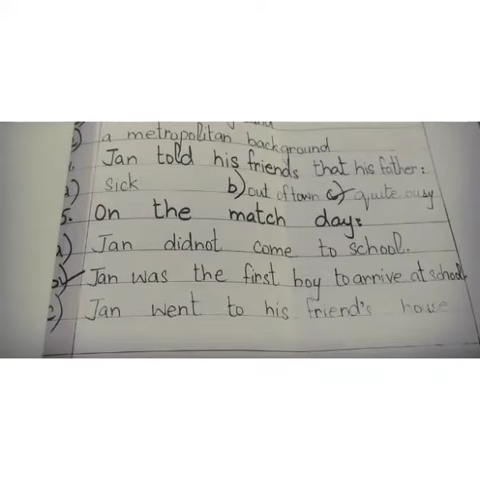 a metropolitan background
Jan told his friends that his father:
a) sick b) out of town c) quite busy
5. On the match day:
a) Jan didnot come to school.
b) Jan was the first boy to arrive at school
c) Jan went to his friend's house